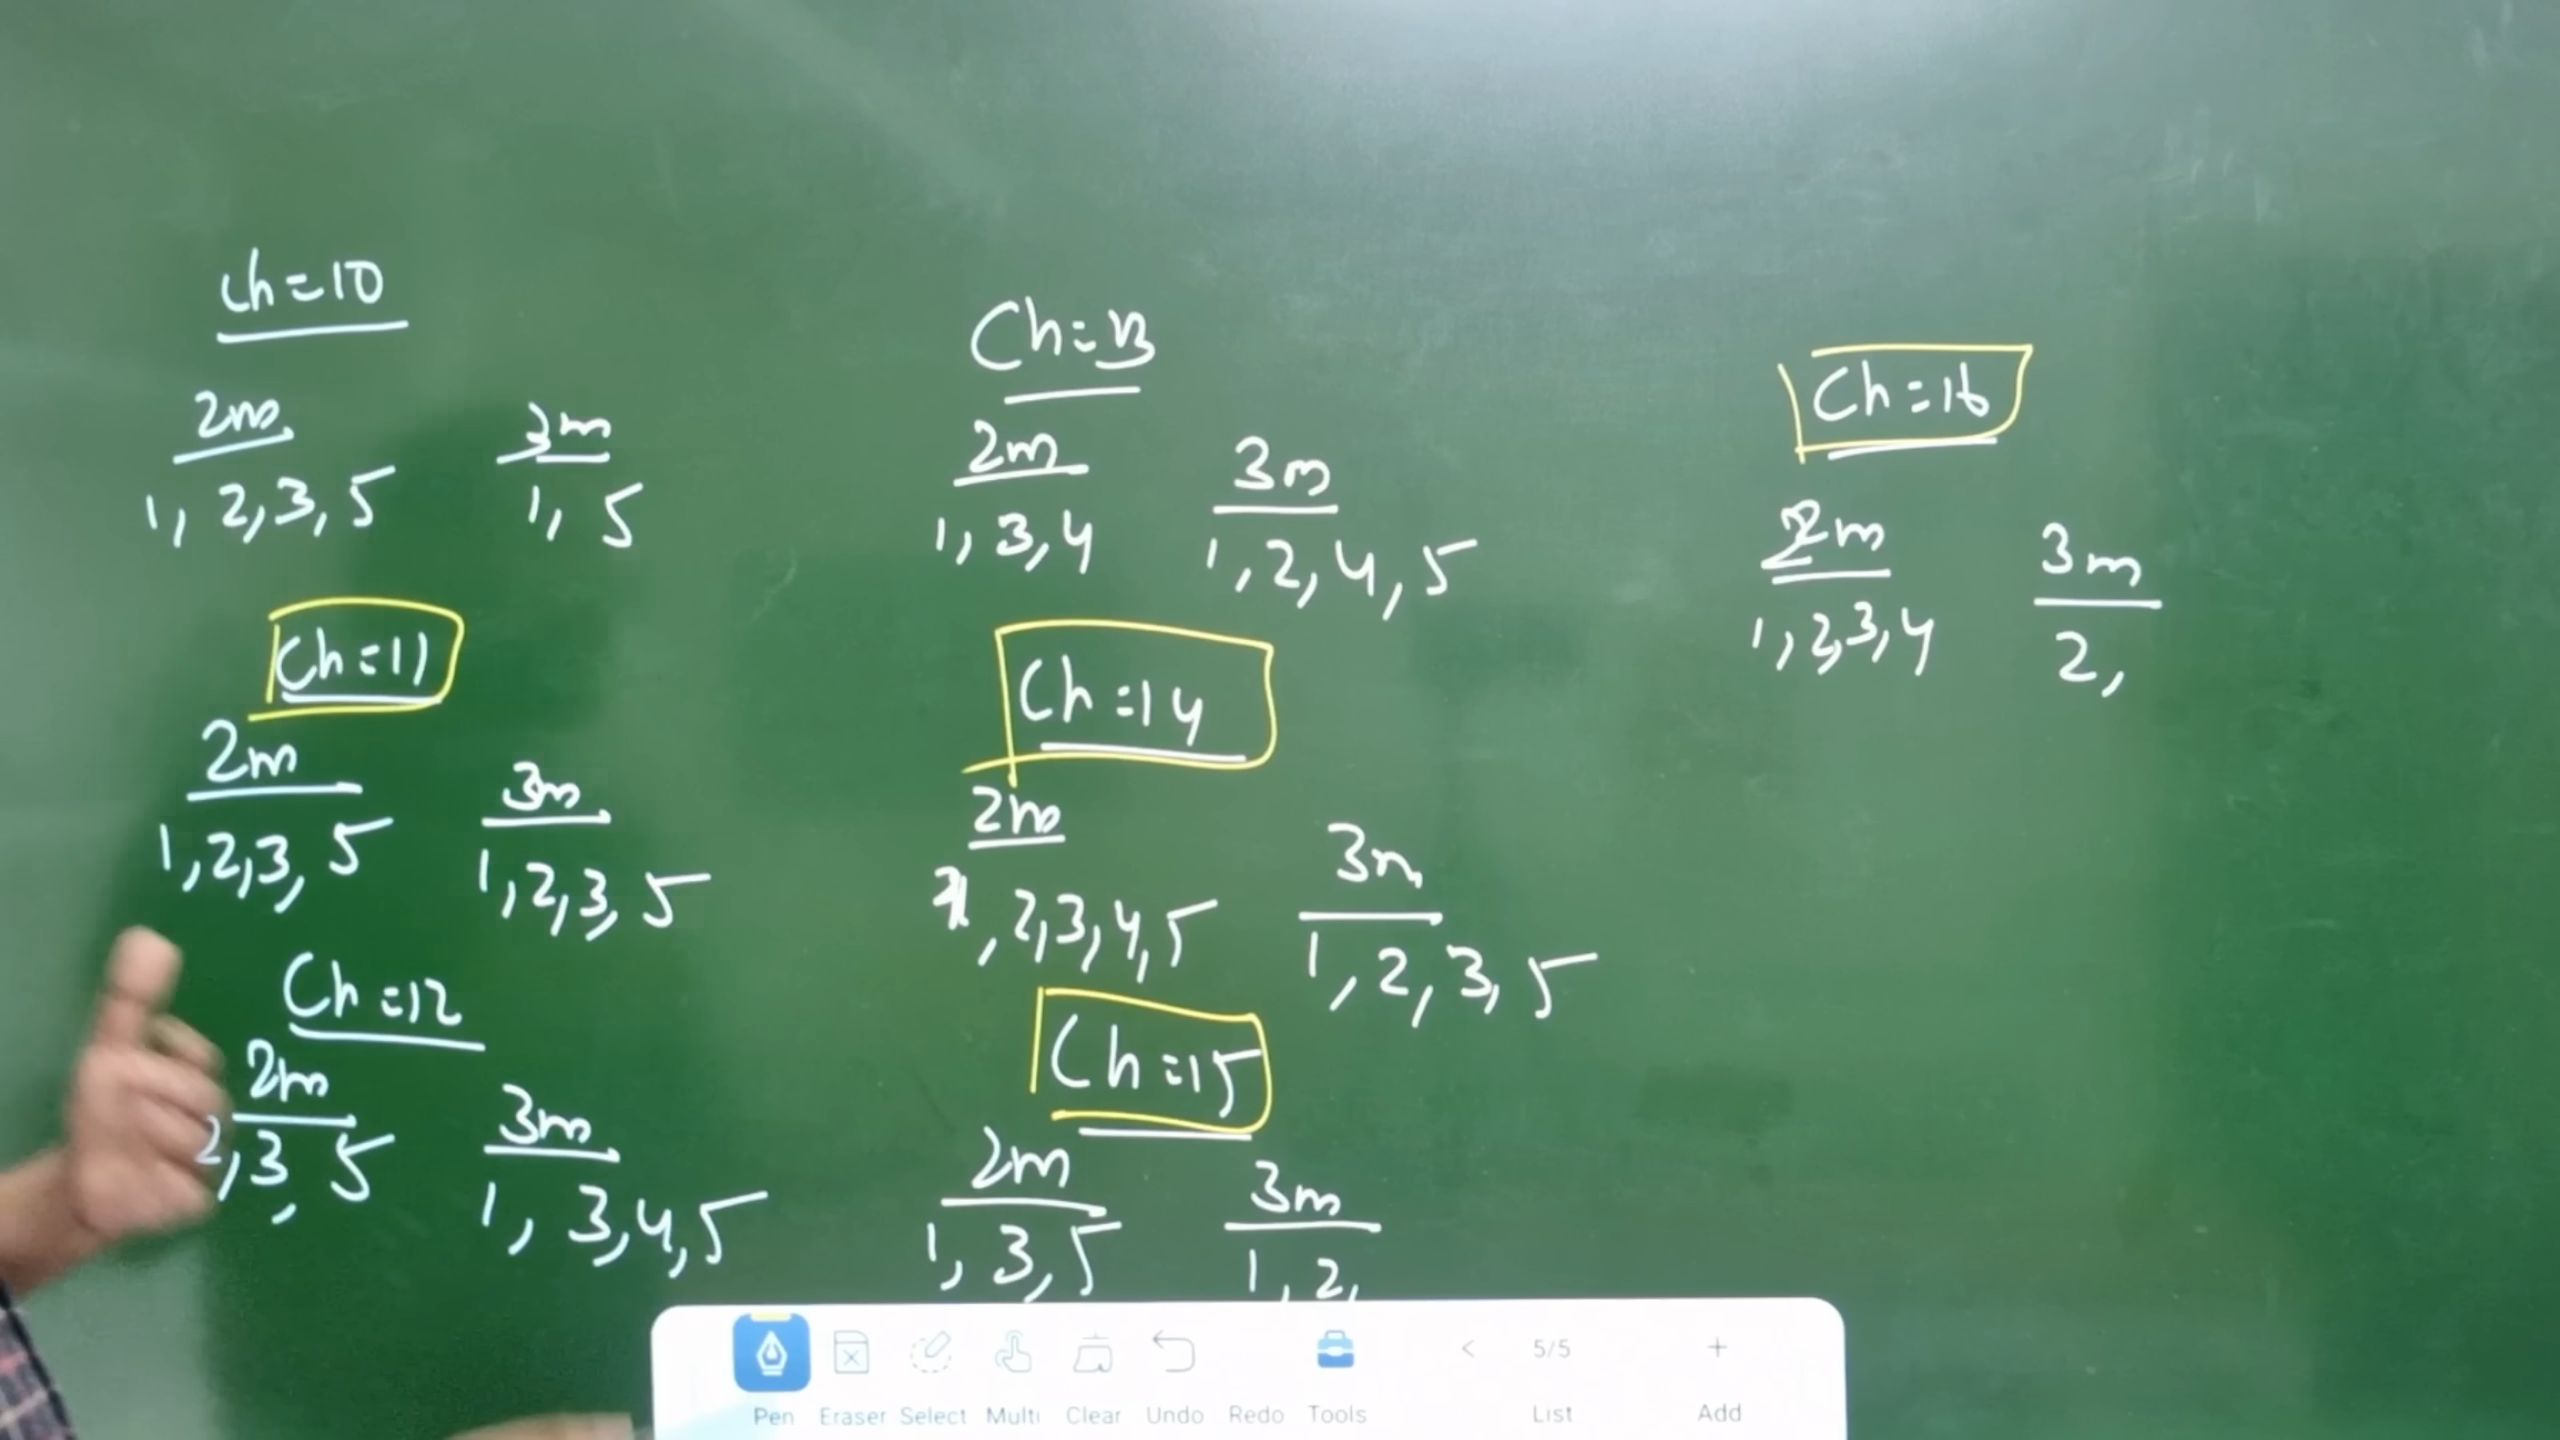 Ch=10
2m 3m
1, 2, 3, 5 1, 5
Ch=11
2m 3m
1, 2, 3, 5 1, 2, 3, 5
Ch=12
2m 3m
2, 3, 5 1, 3, 4, 5
Ch=13
2m 3m
1, 3, 4 1, 2, 4, 5
Ch=14
2m 3m
1, 2, 3, 4, 5 1, 2, 3, 5
Ch=15
2m 3m
1, 3, 5 1, 2,
Ch=16
2m 3m
1, 2, 3, 4 2,
5/5
Pen Eraser Select Multi Clear Undo Redo Tools List Add